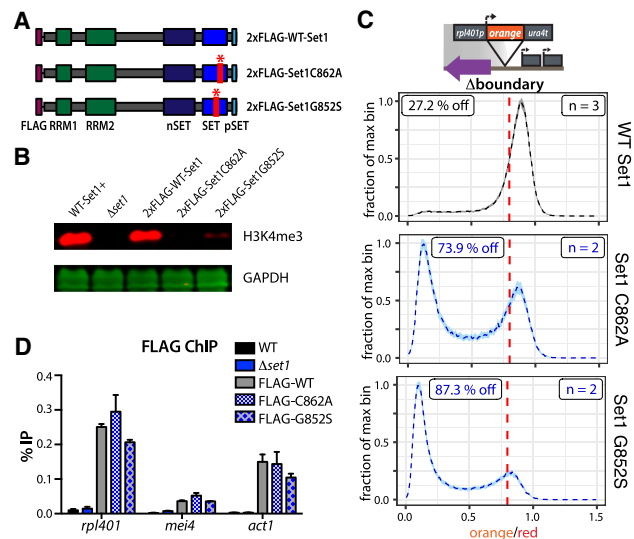 A
2xFLAG-WT-Set1
*
2xFLAG-Set1C862A
*
2xFLAG-Set1G852S
FLAG RRM1 RRM2 nSET SET pSET
B
WT-Set1+
Δset1
2xFLAG-WT-Set1
2xFLAG-Set1C862A
2xFLAG-Set1G852S
H3K4me3
GAPDH
C
rpl401p orange ura4t
Δboundary
27.2 % off
n = 3
fraction of max bin
WT Set1
73.9 % off
n = 2
fraction of max bin
Set1 C862A
87.3 % off
n = 2
fraction of max bin
Set1 G852S
0.0 0.5 1.0 1.5
orange/red
D
FLAG ChIP
WT
Δset1
FLAG-WT
FLAG-C862A
FLAG-G852S
% IP
0.4
0.3
0.2
0.1
0.0
rpl401 mei4 act1